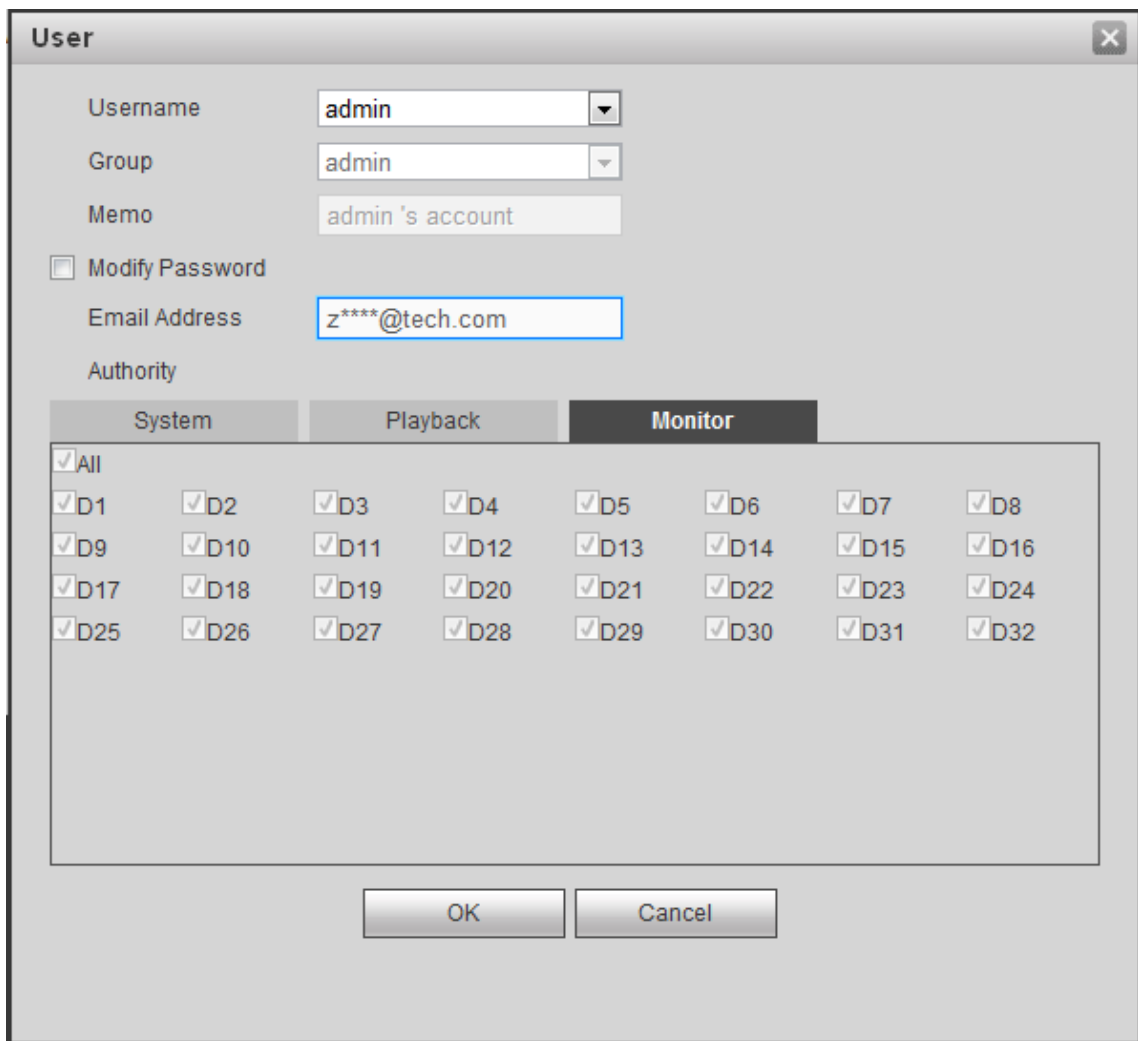 User
Username admin
Group admin
Memo admin 's account
Modify Password
Email Address z****@tech.com
Authority
System Playback Monitor
All
D1 D2 D3 D4 D5 D6 D7 D8
D9 D10 D11 D12 D13 D14 D15 D16
D17 D18 D19 D20 D21 D22 D23 D24
D25 D26 D27 D28 D29 D30 D31 D32
OK Cancel